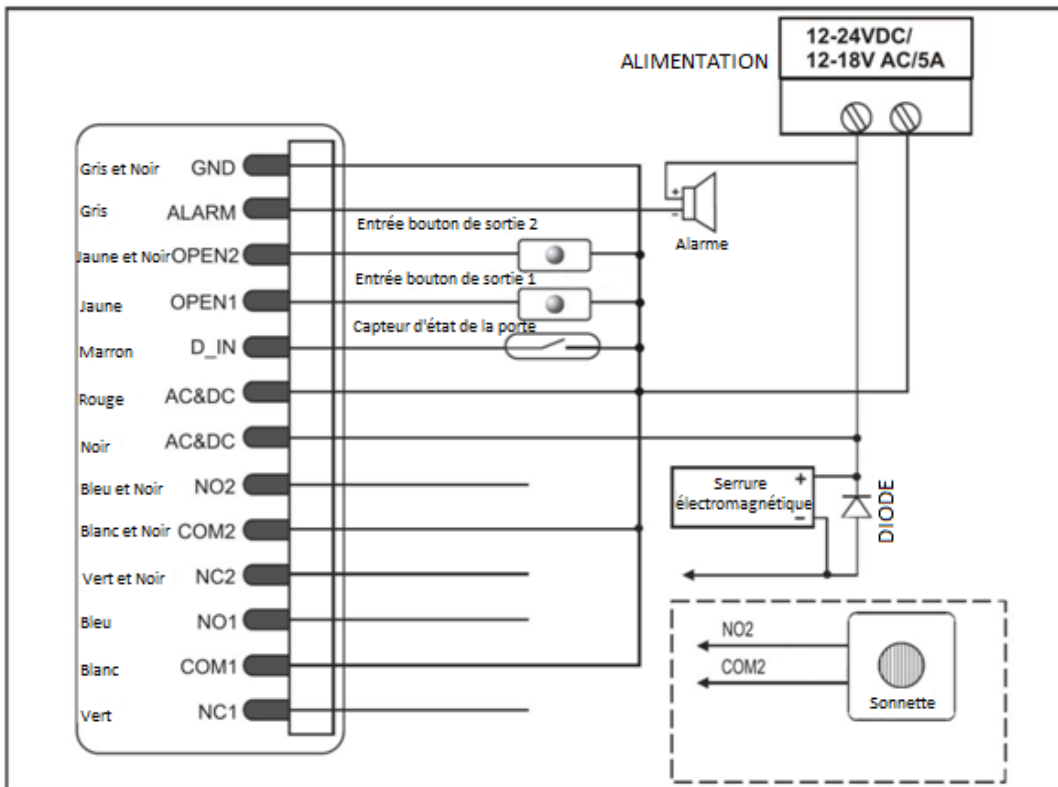 12-24VDC/
12-18V AC/5A
ALIMENTATION
Gris et Noir GND
Gris ALARM
Entrée bouton de sortie 2
Alarme
+
-
Jaune et Noir OPEN2
Entrée bouton de sortie 1
Jaune OPEN1
Capteur d'état de la porte
Marron D_IN
Rouge AC&DC
Noir AC&DC
Bleu et Noir NO2
Serrure
électromagnétique
+
-
DIODE
Blanc et Noir COM2
Vert et Noir NC2
Bleu NO1
Blanc COM1
Vert NC1
NO2
COM2
Sonnette